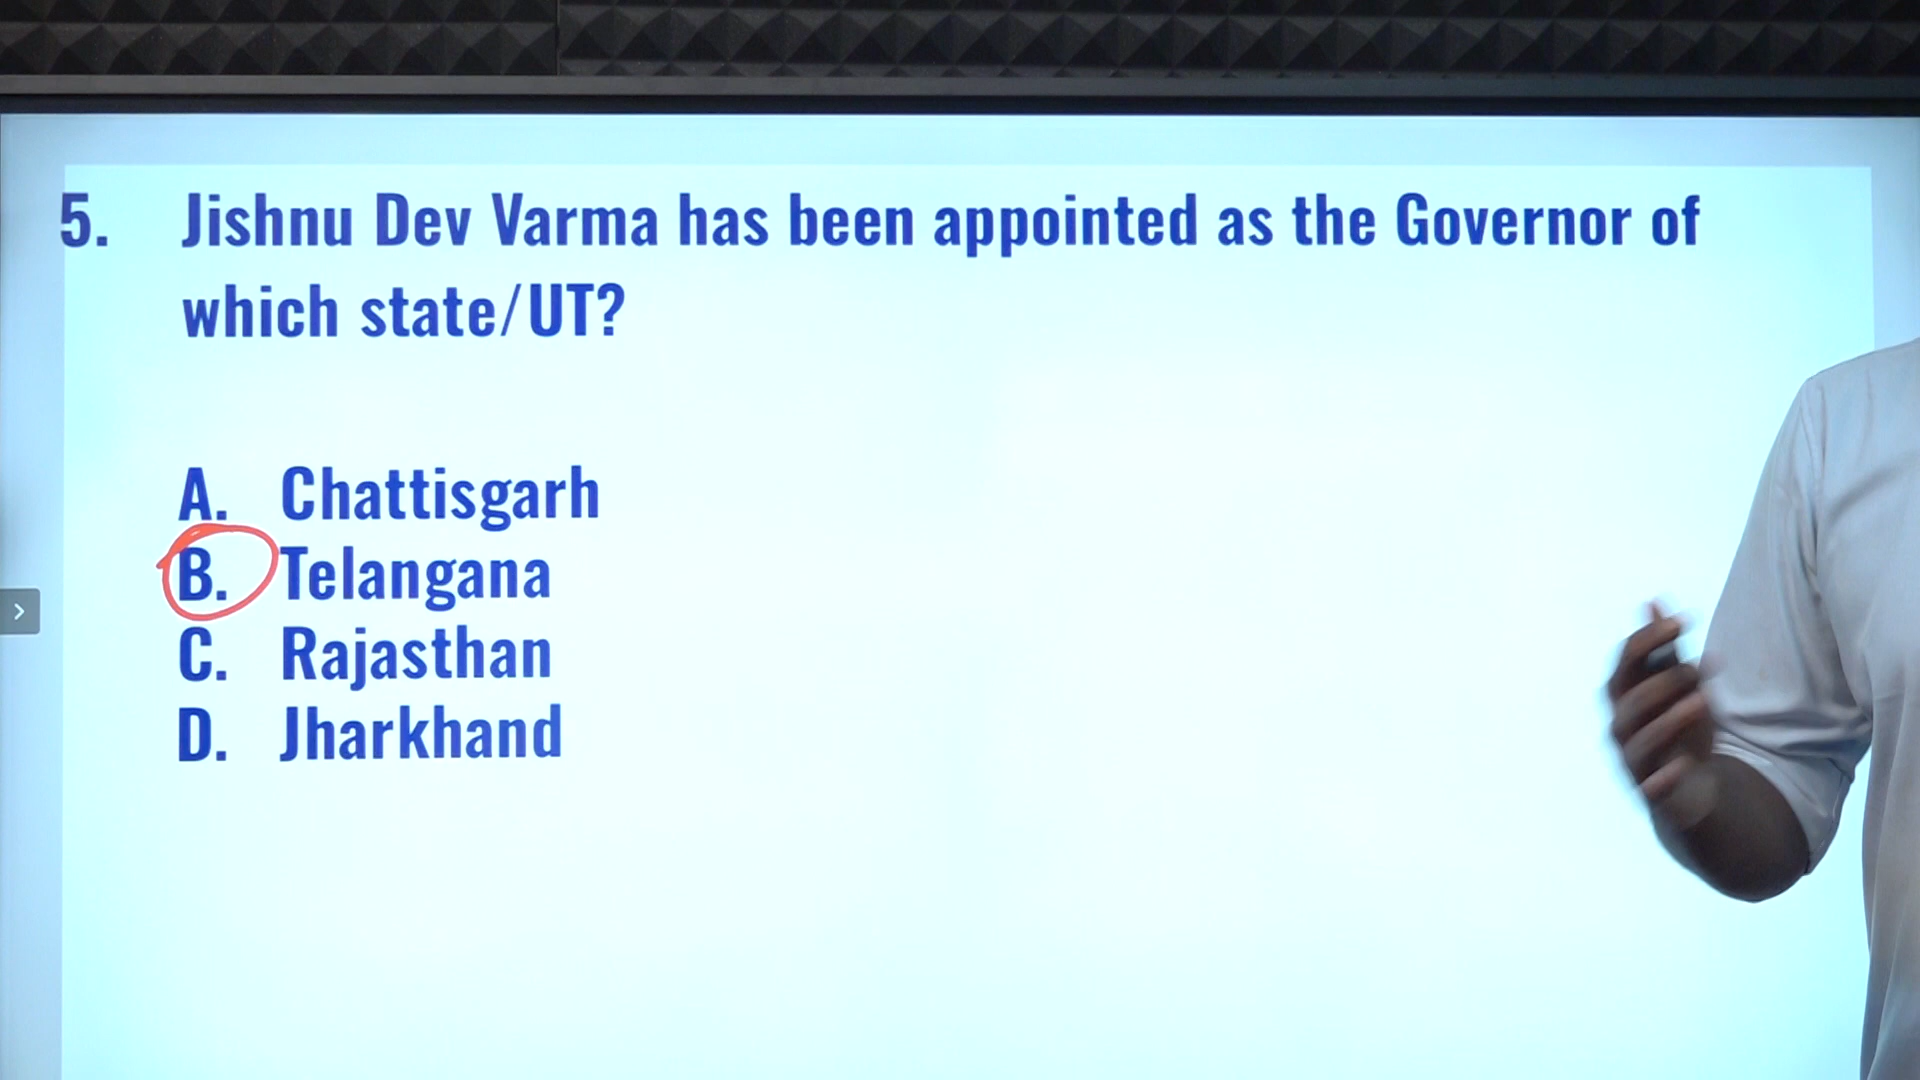 5. Jishnu Dev Varma has been appointed as the Governor of
which state/UT?
A. Chattisgarh
B. Telangana
C. Rajasthan
D. Jharkhand